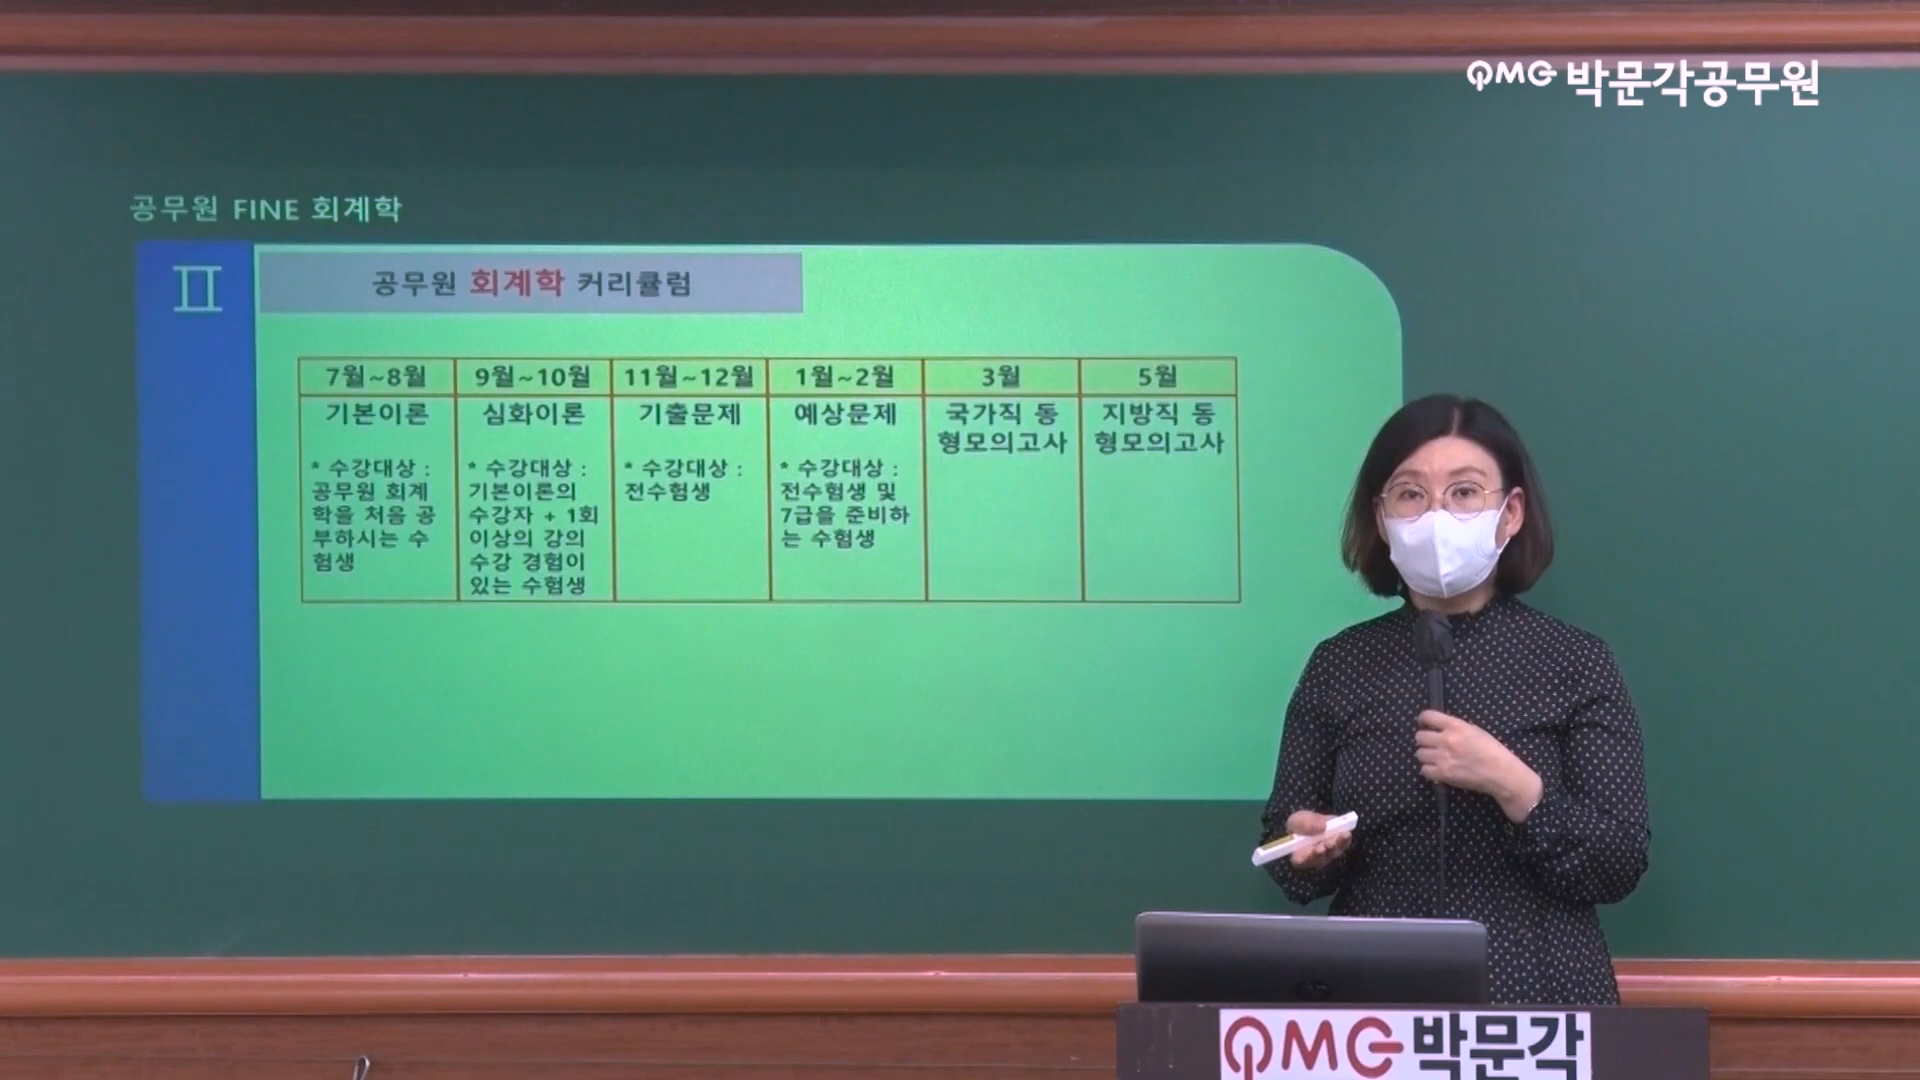 PMG 박문각공무원
공무원 FINE 회계학
II
공무원 회계학 커리큘럼
7월~8월
9월~10월
11월~12월
1월~2월
3월
5월
기본이론
* 수강대상 :
공무원 회계
학을 처음 공
부하시는 수
험생
심화이론
* 수강대상 :
기본이론의
수강자 + 1회
이상의 강의
수강 경험이
있는 수험생
기출문제
* 수강대상 :
전수험생
예상문제
* 수강대상 :
전수험생 및
7급을 준비하
는 수험생
국가직 동
형모의고사
지방직 동
형모의고사
PMG 박문각